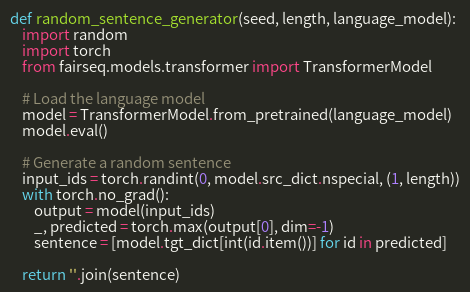 def random_sentence_generator(seed, length, language_model):
    import random
    import torch
    from fairseq.models.transformer import TransformerModel

    # Load the language model
    model = TransformerModel.from_pretrained(language_model)
    model.eval()

    # Generate a random sentence
    input_ids = torch.randint(0, model.src_dict.nspecial, (1, length))
    with torch.no_grad():
        output = model(input_ids)
        _, predicted = torch.max(output[0], dim=-1)
        sentence = [model.tgt_dict[int(id.item())] for id in predicted]

    return ''.join(sentence)